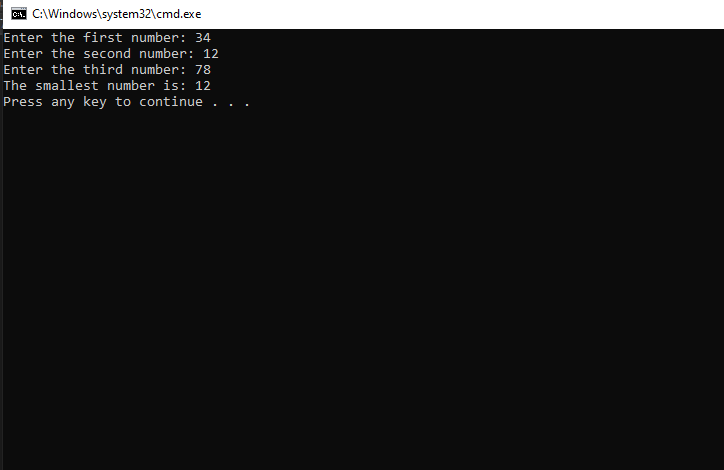 C:\Windows\system32\cmd.exe
Enter the first number: 34
Enter the second number: 12
Enter the third number: 78
The smallest number is: 12
Press any key to continue . . .